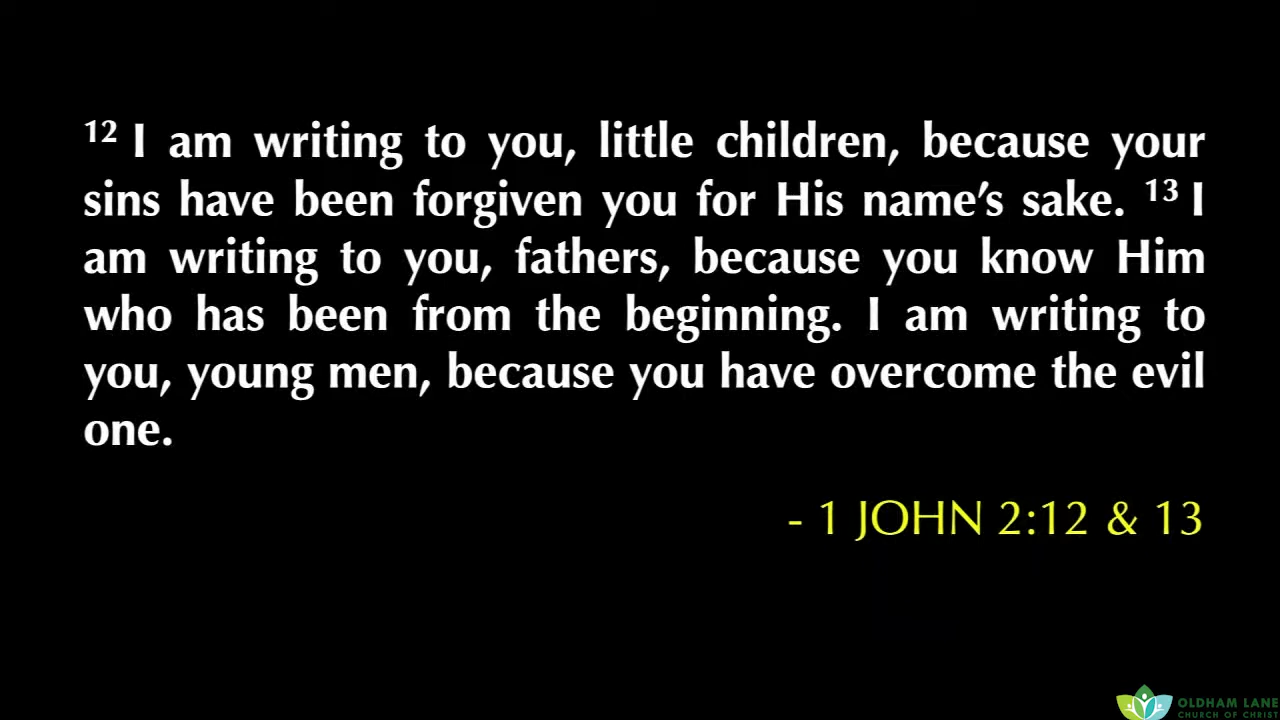 12 I am writing to you, little children, because your
sins have been forgiven you for His name’s sake. 13 I
am writing to you, fathers, because you know Him
who has been from the beginning. I am writing to
you, young men, because you have overcome the evil
one.
- 1 JOHN 2:12 & 13
OLDHAM LANE
CHURCH OF CHRIST